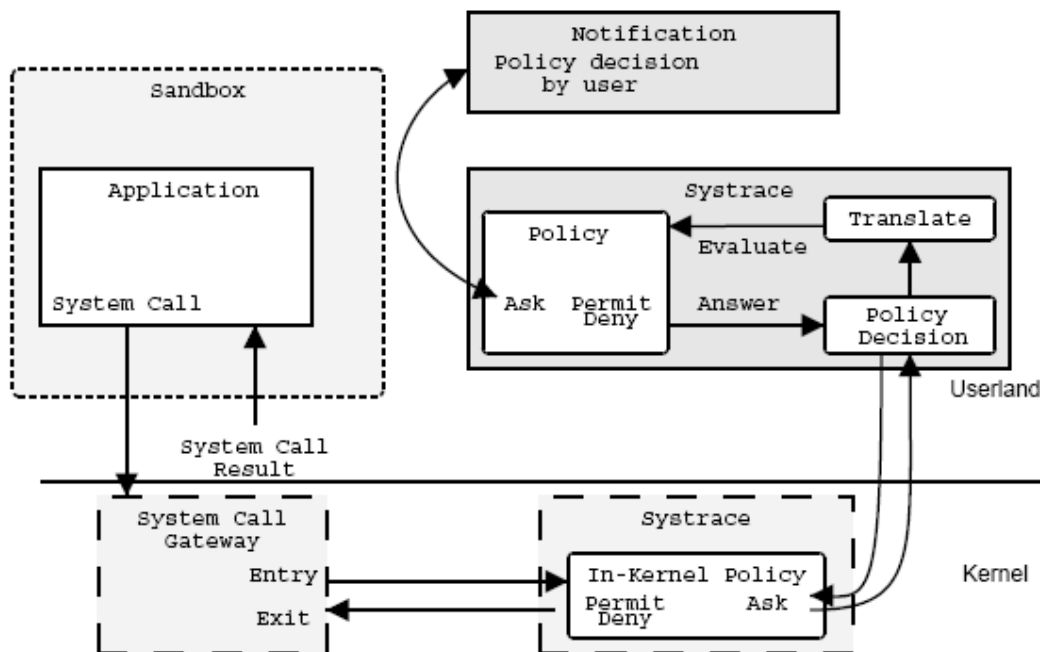 Notification
Policy decision
by user
Sandbox
Application
System Call
Systrace
Policy
Translate
Evaluate
Ask
Permit
Deny
Answer
Policy
Decision
Userland
System Call
Result
System Call
Gateway
Entry
Exit
Systrace
In-Kernel Policy
Permit
Deny
Ask
Kernel